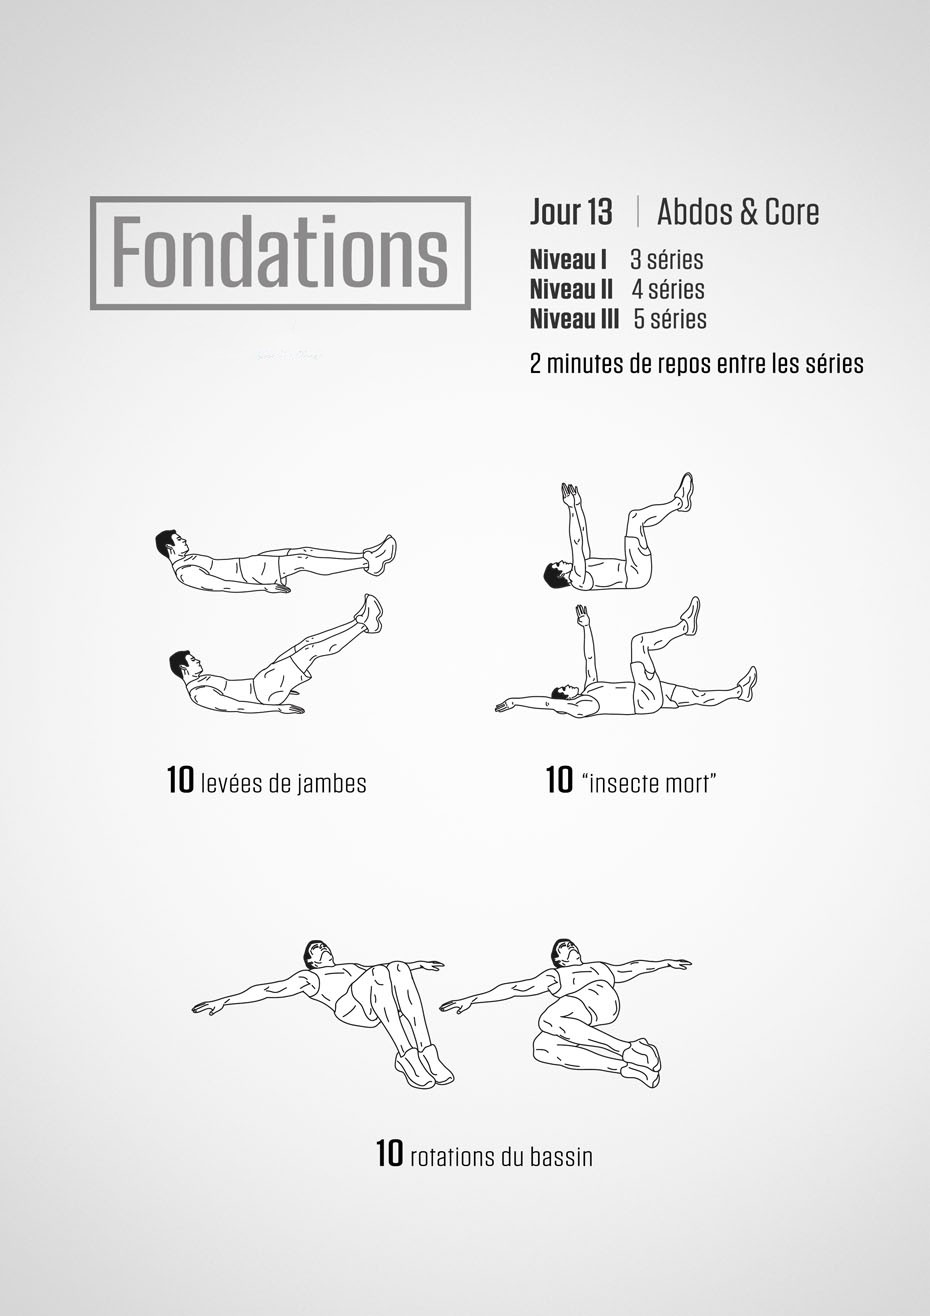 Fondations
Jour 13 | Abdos & Core
Niveau I 3 séries
Niveau II 4 séries
Niveau III 5 séries
2 minutes de repos entre les séries
10 levées de jambes
10 “insecte mort”
10 rotations du bassin